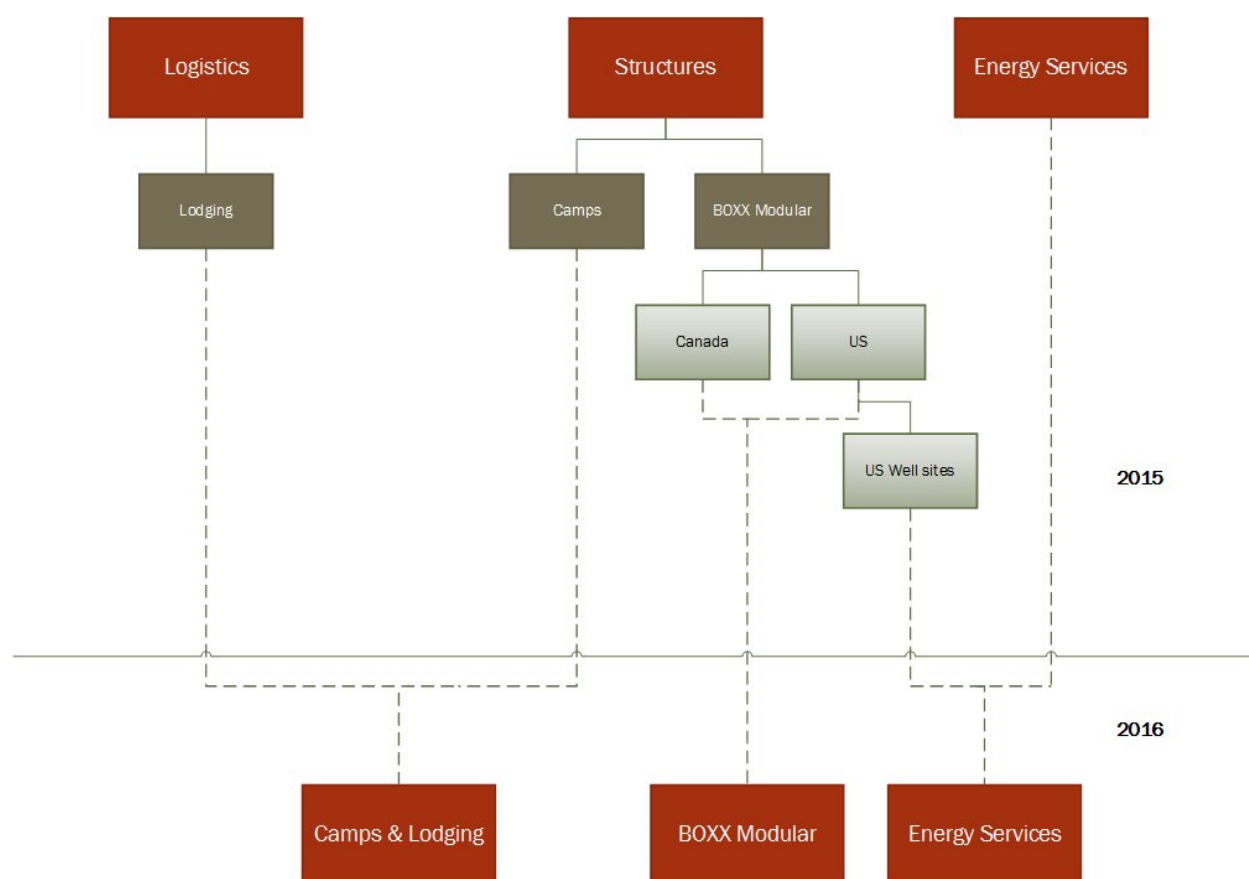 Logistics
Structures
Energy Services
Lodging
Camps
BOXX Modular
Canada
US
US Well sites
2015
2016
Camps & Lodging
BOXX Modular
Energy Services